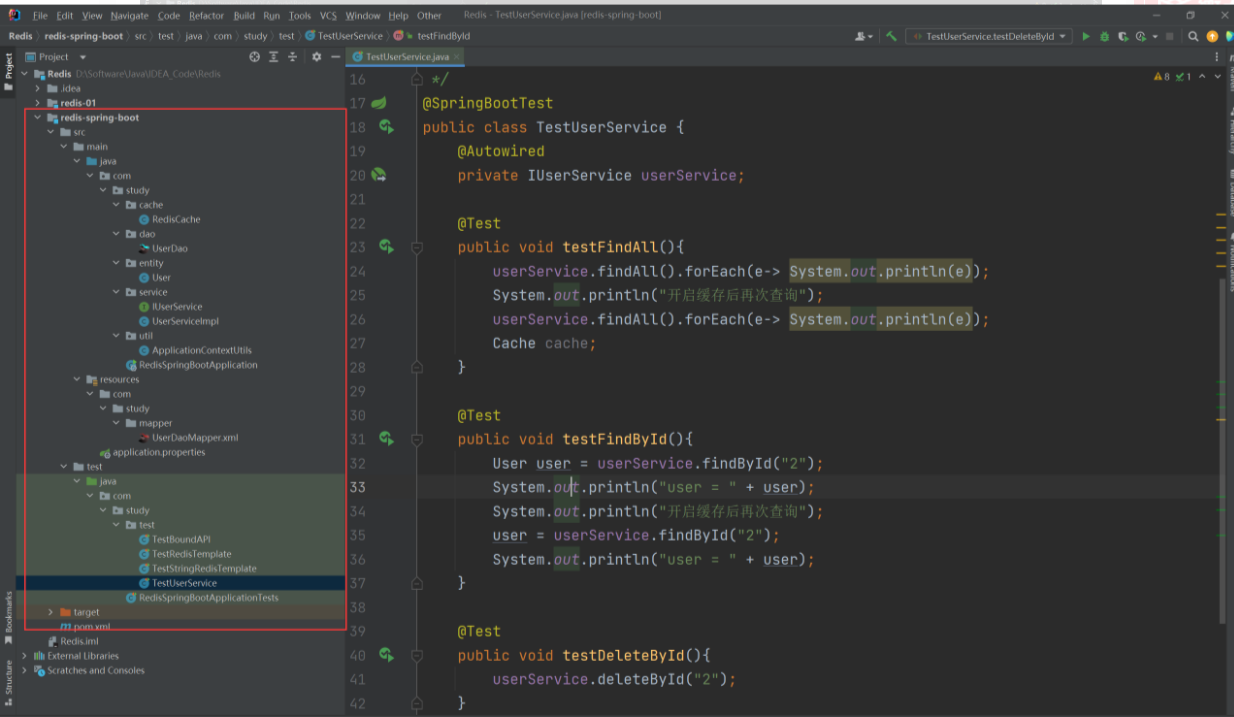 File Edit View Navigate Code Refactor Build Run Tools VCS Window Help Other Redis - TestUserService.java [redis-spring-boot]
Redis redis-spring-boot src test java com study test TestUserService testFindById TestUserService.testDeleteById
Project
Project
TestUserService.java
Redis D:\Software\Java\IDEA_Code\Redis
.idea
redis-01
redis-spring-boot
src
main
java
com
study
cache
RedisCache
dao
UserDao
entity
User
service
IUserService
UserServiceImpl
util
ApplicationContextUtils
RedisSpringBootApplication
resources
com
study
mapper
UserDaoMapper.xml
application.properties
test
java
com
study
test
TestBoundAPI
TestRedisTemplate
TestStringRedisTemplate
TestUserService
RedisSpringBootApplicationTests
target
pom.xml
Redis.iml
External Libraries
Scratches and Consoles
Bookmarks
Structure
8 1
16 */
17 @SpringBootTest
18 public class TestUserService {
19 @Autowired
20 private IUserService userService;
21
22 @Test
23 public void testFindAll(){
24 userService.findAll().forEach(e-> System.out.println(e));
25 System.out.println("开启缓存后再次查询");
26 userService.findAll().forEach(e-> System.out.println(e));
27 Cache cache;
28 }
29
30 @Test
31 public void testFindById(){
32 User user = userService.findById("2");
33 System.out.println("user = " + user);
34 System.out.println("开启缓存后再次查询");
35 user = userService.findById("2");
36 System.out.println("user = " + user);
37 }
38
39 @Test
40 public void testDeleteById(){
41 userService.deleteById("2");
42 }